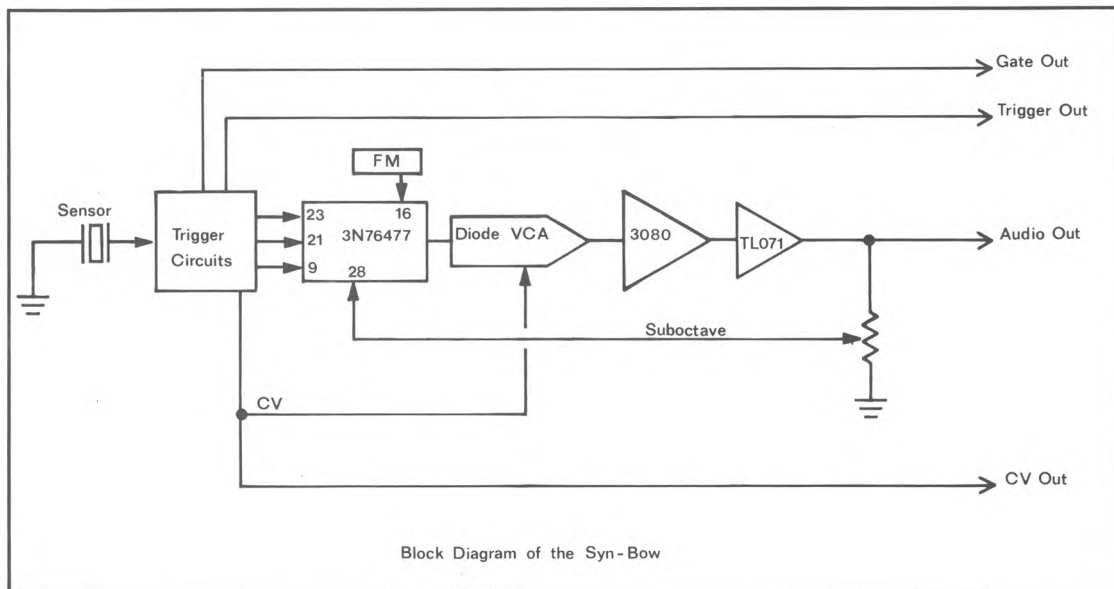 Gate Out
Trigger Out
FM
Sensor
Trigger
Circuits
23
16
21
3N76477
9
28
Diode VCA
3080
TL071
Audio Out
Suboctave
CV
CV Out
Block Diagram of the Syn-Bow